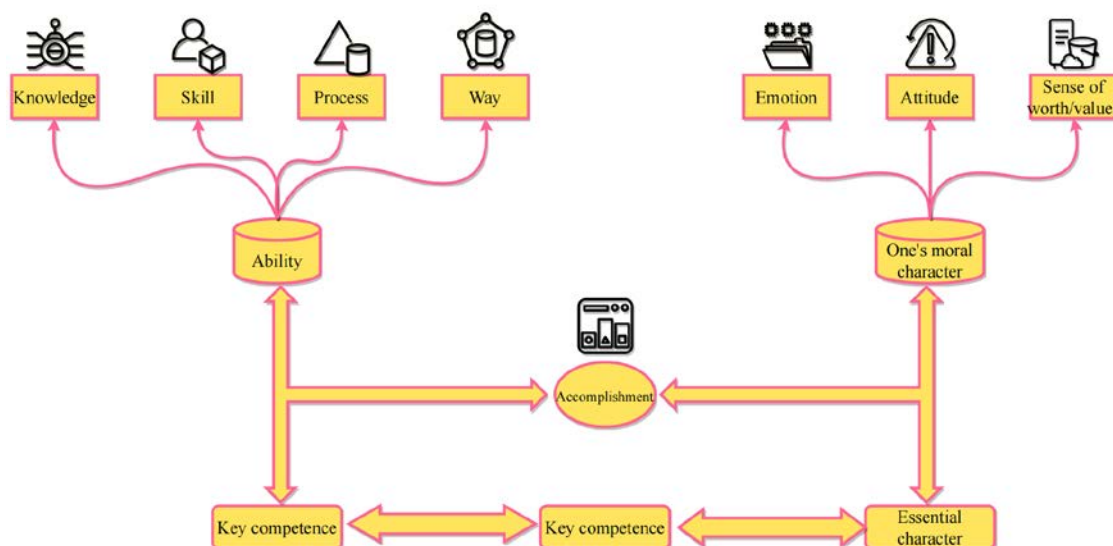 Knowledge
Skill
Process
Way
Emotion
Attitude
Sense of
worth/value
Ability
One's moral
character
Accomplishment
Key competence
Key competence
Essential
character